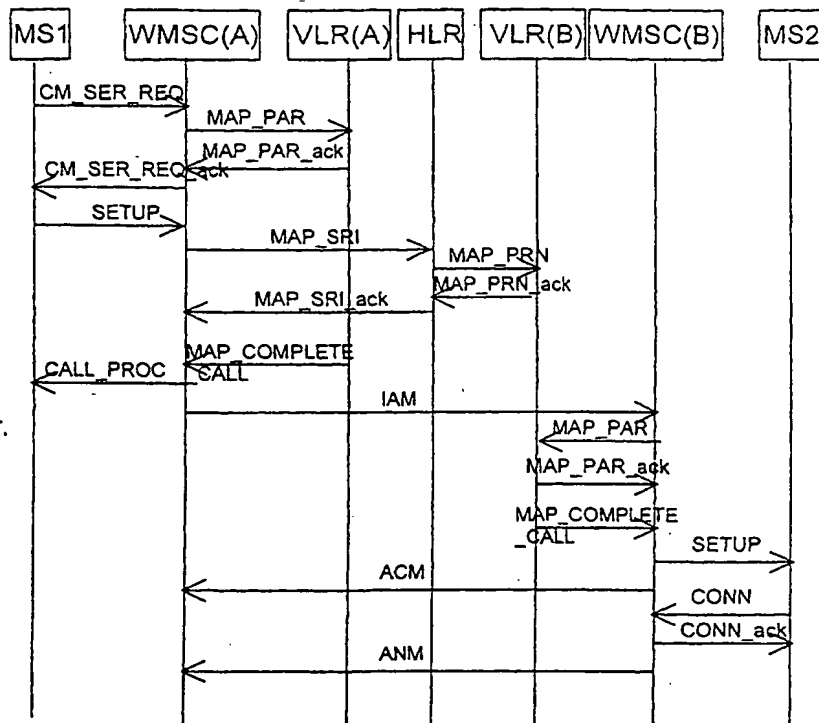 MS1 WMSC(A) VLR(A) HLR VLR(B) WMSC(B) MS2
CM_SER_REQ
MAP_PAR
MAP_PAR_ack
CM_SER_REQ_ack
SETUP
MAP_SRI
MAP_PRN
MAP_PRN_ack
MAP_SRI_ack
MAP_COMPLETE
_CALL
CALL_PROC
IAM
MAP_PAR
MAP_PAR_ack
MAP_COMPLETE
_CALL
SETUP
ACM
CONN
CONN_ack
ANM